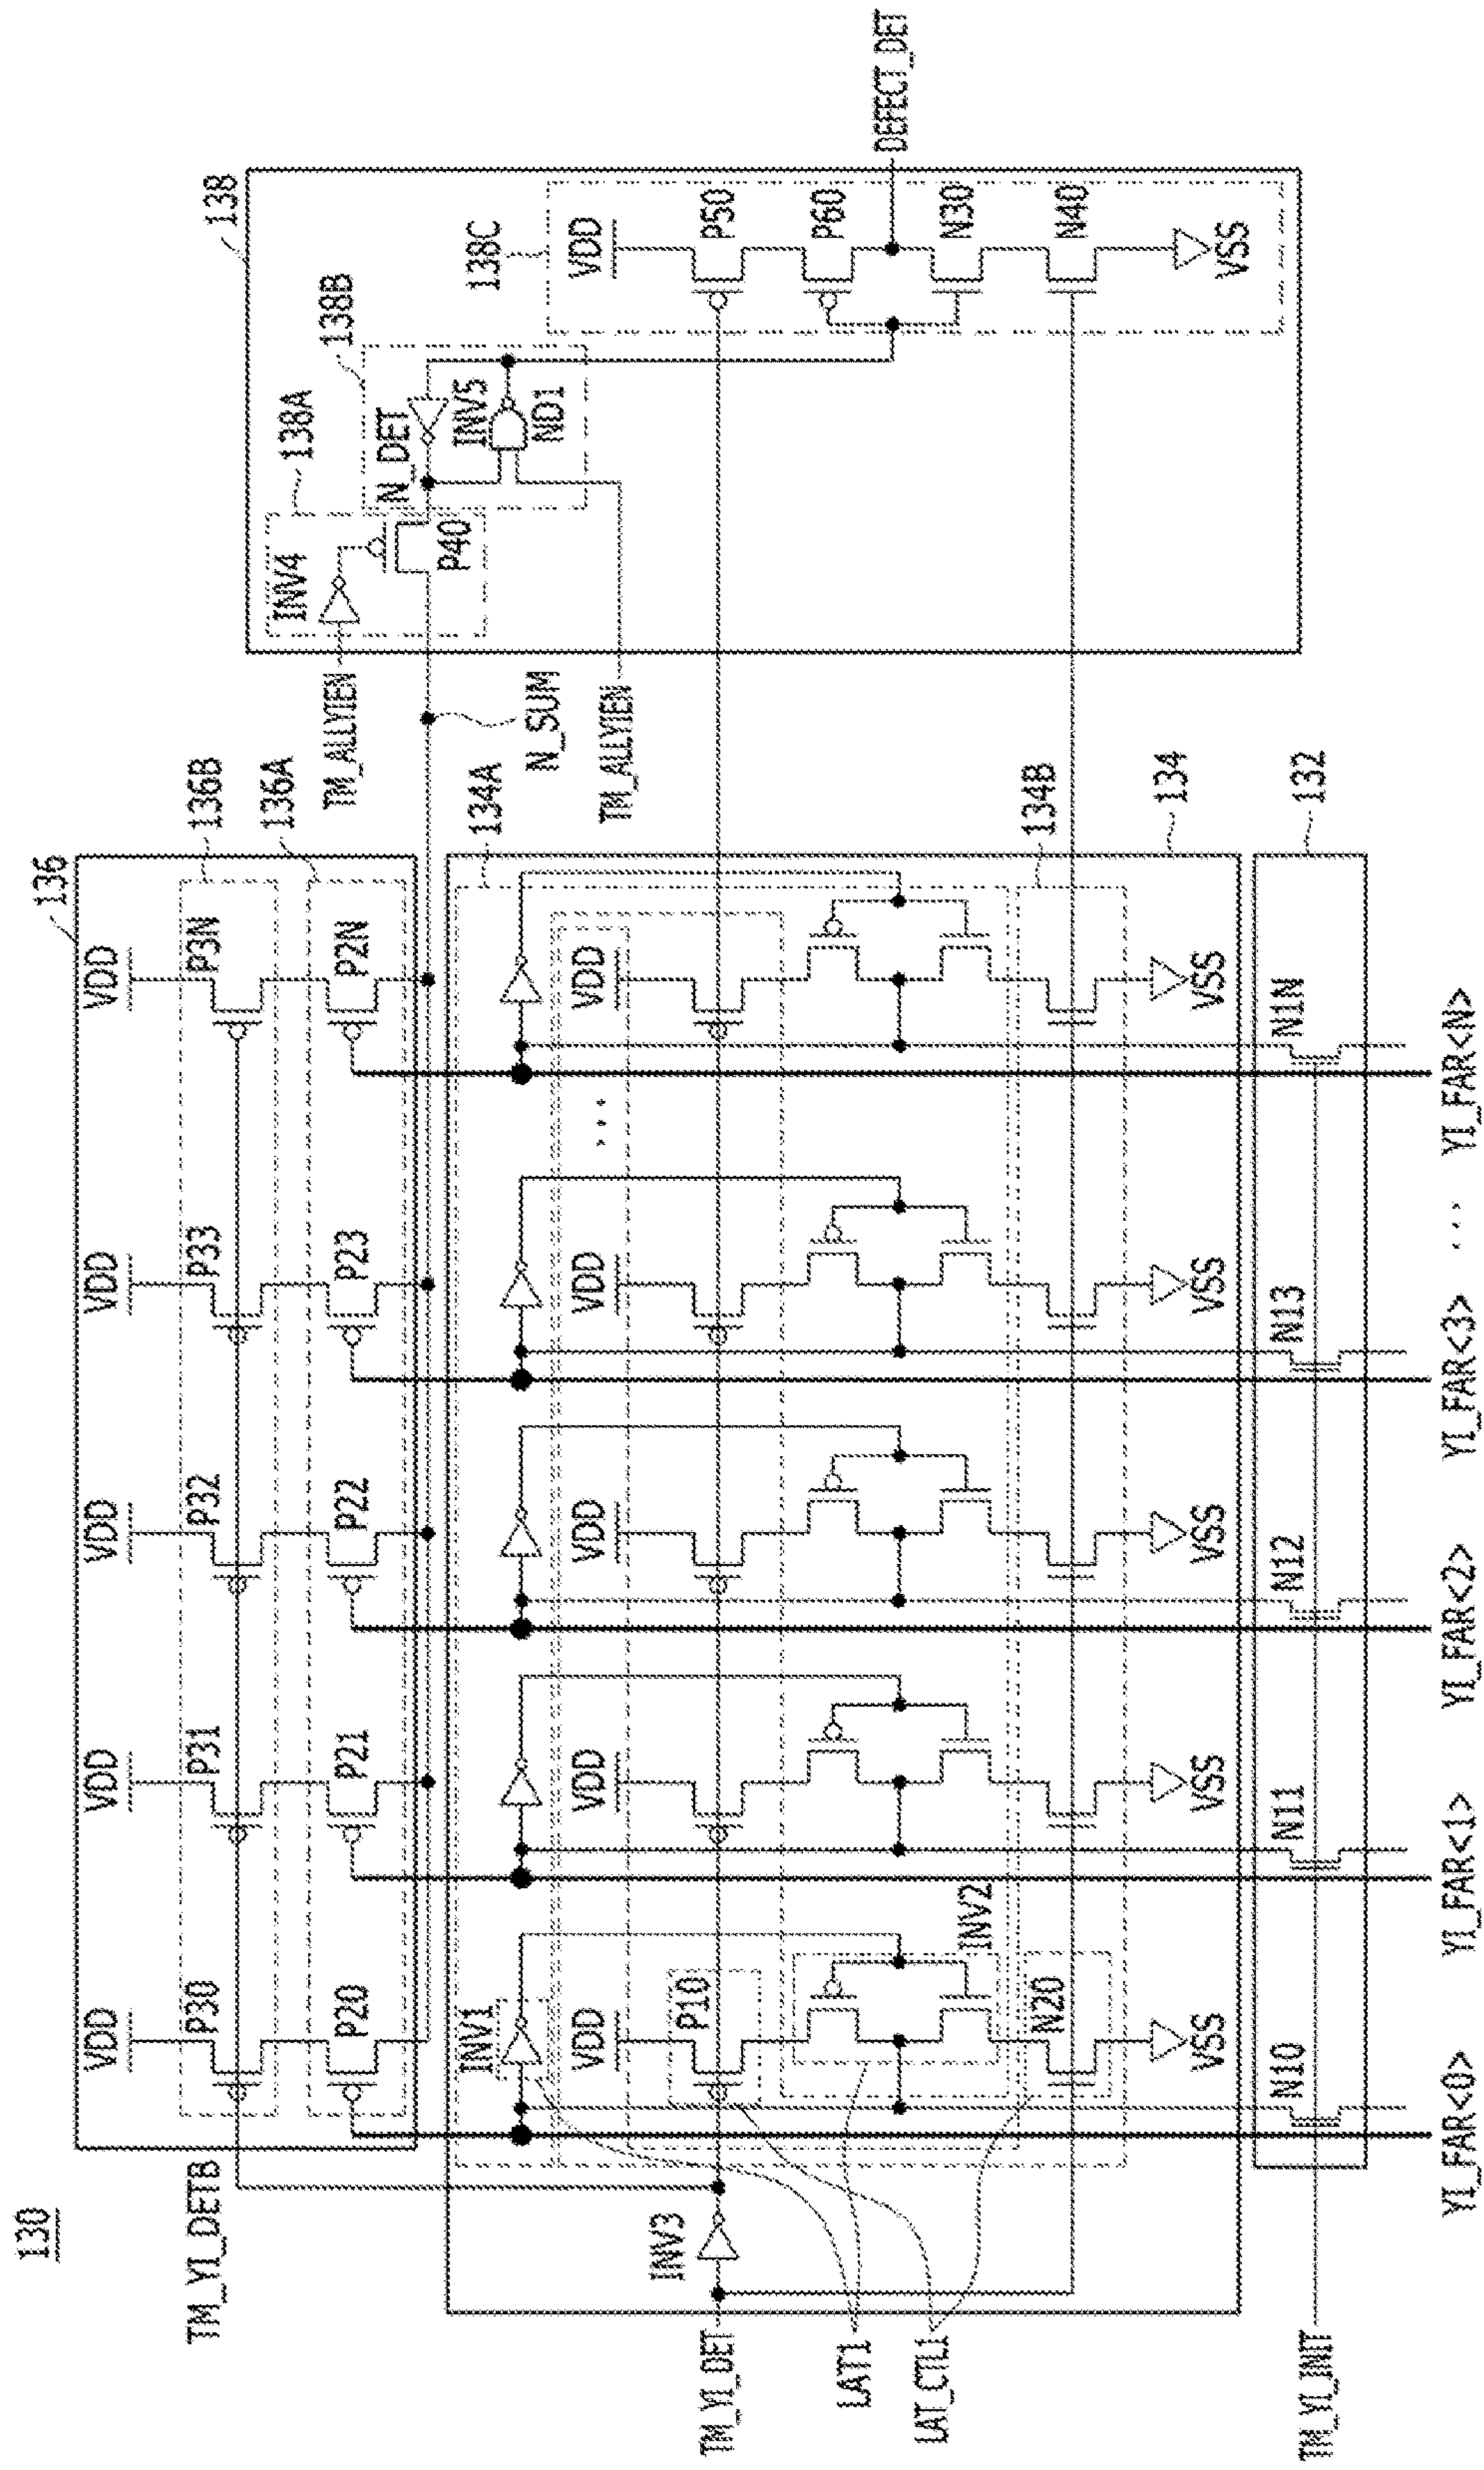 130
136
VDD VDD VDD VDD VDD
136B
P30 P31 P32 P33 P3N
136A
P20 P21 P22 P23 P2N
TM_YI_DETB
138
138A
138B
138C
INV4
P40
N_DET
INV5
ND1
TM_ALLYIEN
N_SUM
TM_ALLYIEN
VDD
P50
P60
N30
N40
VSS
DEFECT_DET
134A
INV1
VDD VDD VDD VDD VDD
...
P10
INV3
TM_YI_DET
INV2
LAT1
LAT_CTL1
134B
N20
VSS VSS VSS VSS VSS
134
132
N10 N11 N12 N13 N1N
TM_YI_INIT
YI_FAR<0> YI_FAR<1> YI_FAR<2> YI_FAR<3> ... YI_FAR<N>